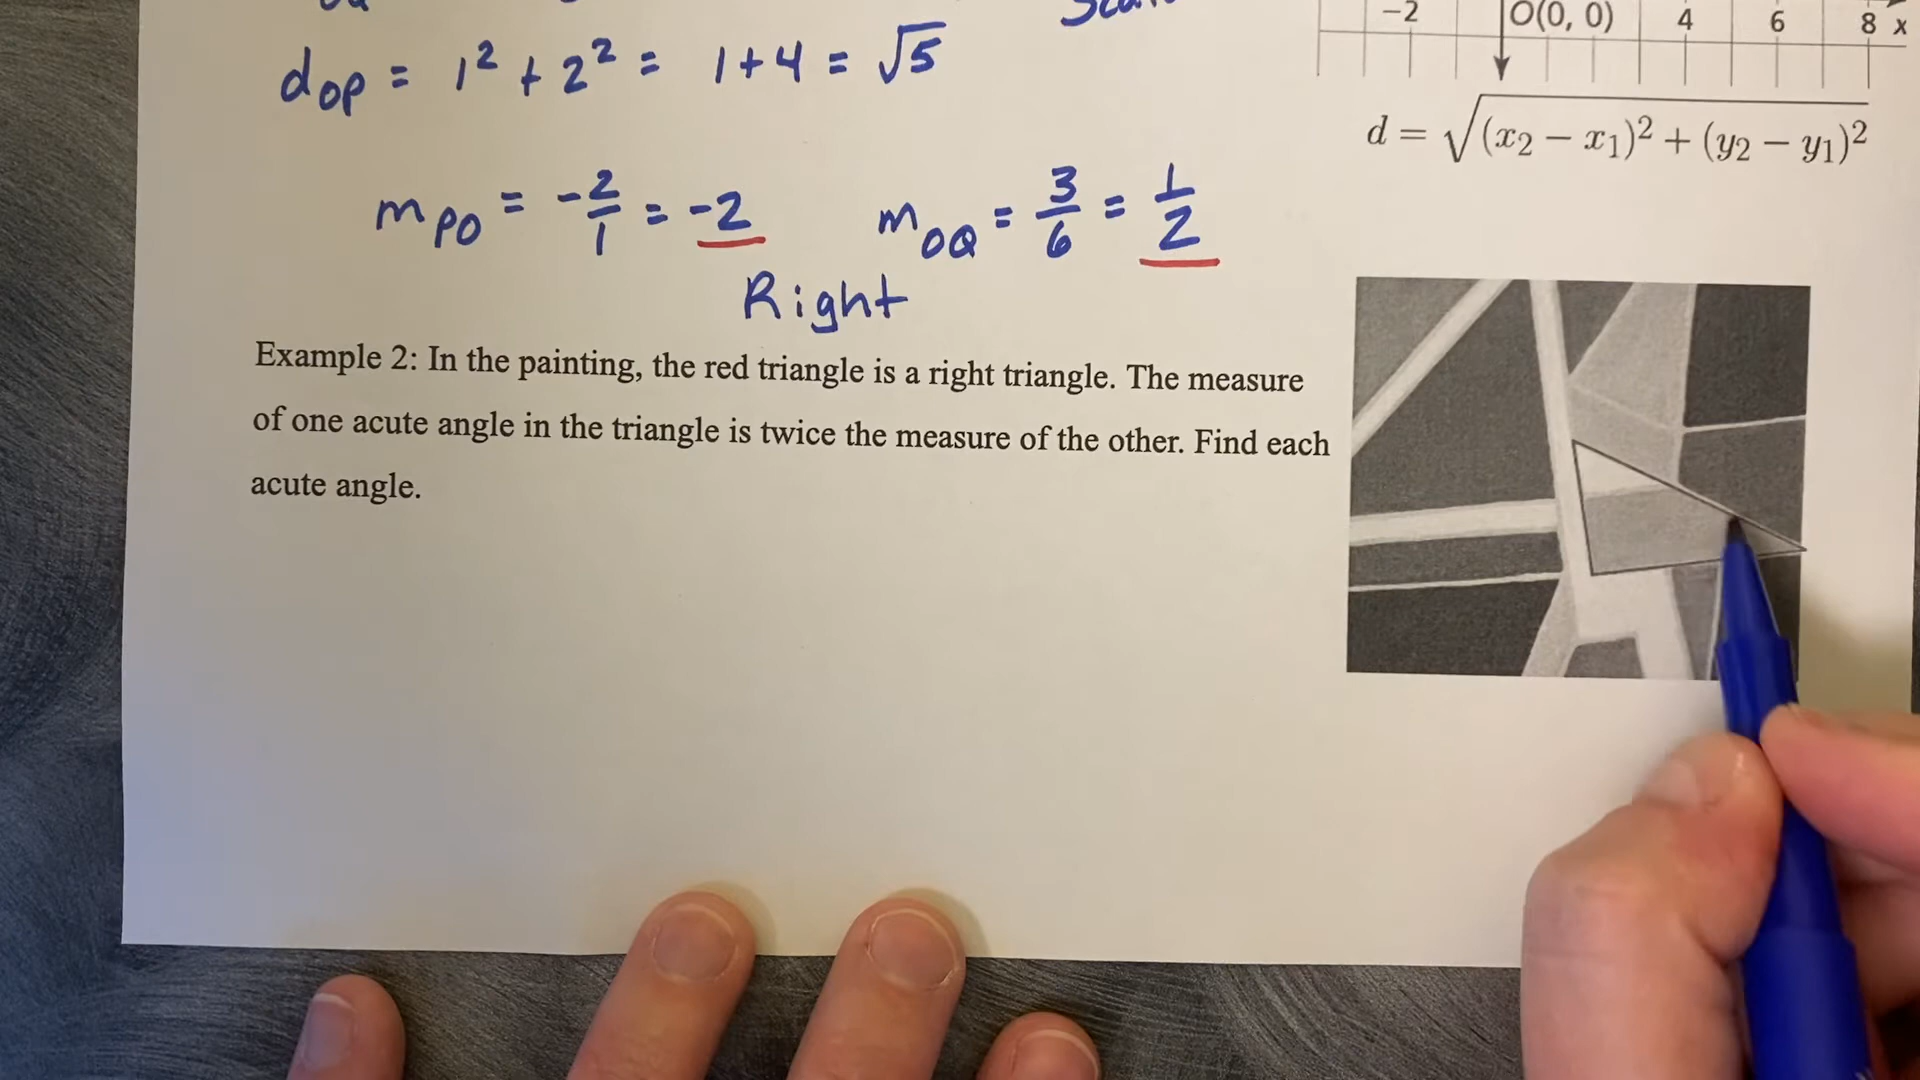 -2 O(0, 0) 4 6 8 x
d_OP = 1² + 2² = 1+4 = √5
d = √(x₂ − x₁)² + (y₂ − y₁)²
m_PO = -2/1 = -2 m_OQ = 3/6 = 1/2
Right
Example 2: In the painting, the red triangle is a right triangle. The measure
of one acute angle in the triangle is twice the measure of the other. Find each
acute angle.